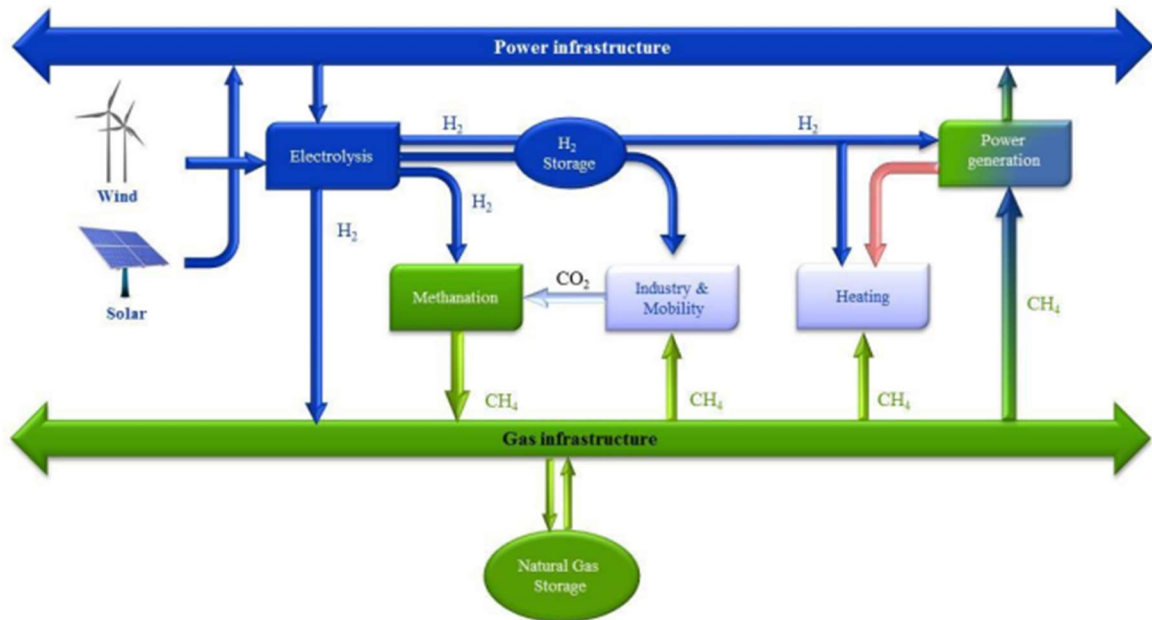 Power infrastructure
Wind
Solar
Electrolysis
H₂
H₂
Storage
H₂
Power
generation
H₂
H₂
Methanation
CO₂
Industry &
Mobility
Heating
CH₄
CH₄
CH₄
CH₄
Gas infrastructure
Natural Gas
Storage